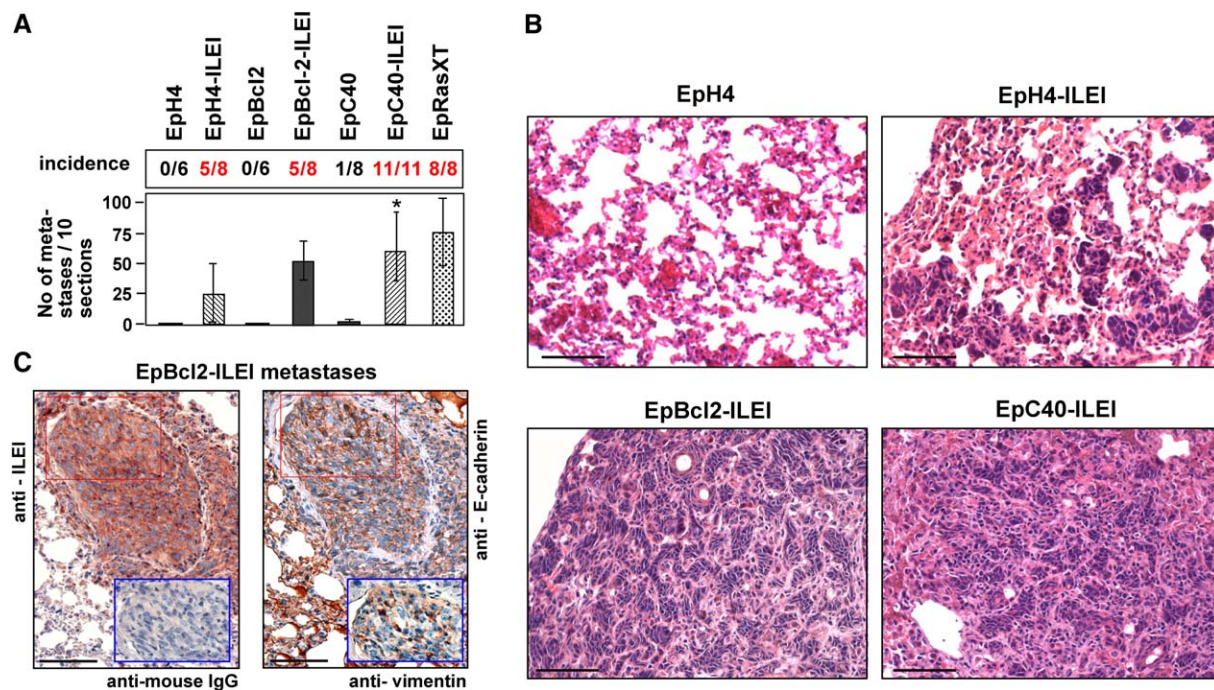 A
EpH4
EpH4-ILEI
EpBcl2
EpBcl-2-ILEI
EpC40
EpC40-ILEI
EpRasXT
incidence
0/6 5/8 0/6 5/8 1/8 11/11 8/8
No of meta-
stases / 10
sections
100
75
50
25
0
*
B
EpH4
EpH4-ILEI
EpBcl2-ILEI
EpC40-ILEI
C
EpBcl2-ILEI metastases
anti - ILEI
anti - E-cadherin
anti-mouse IgG
anti- vimentin